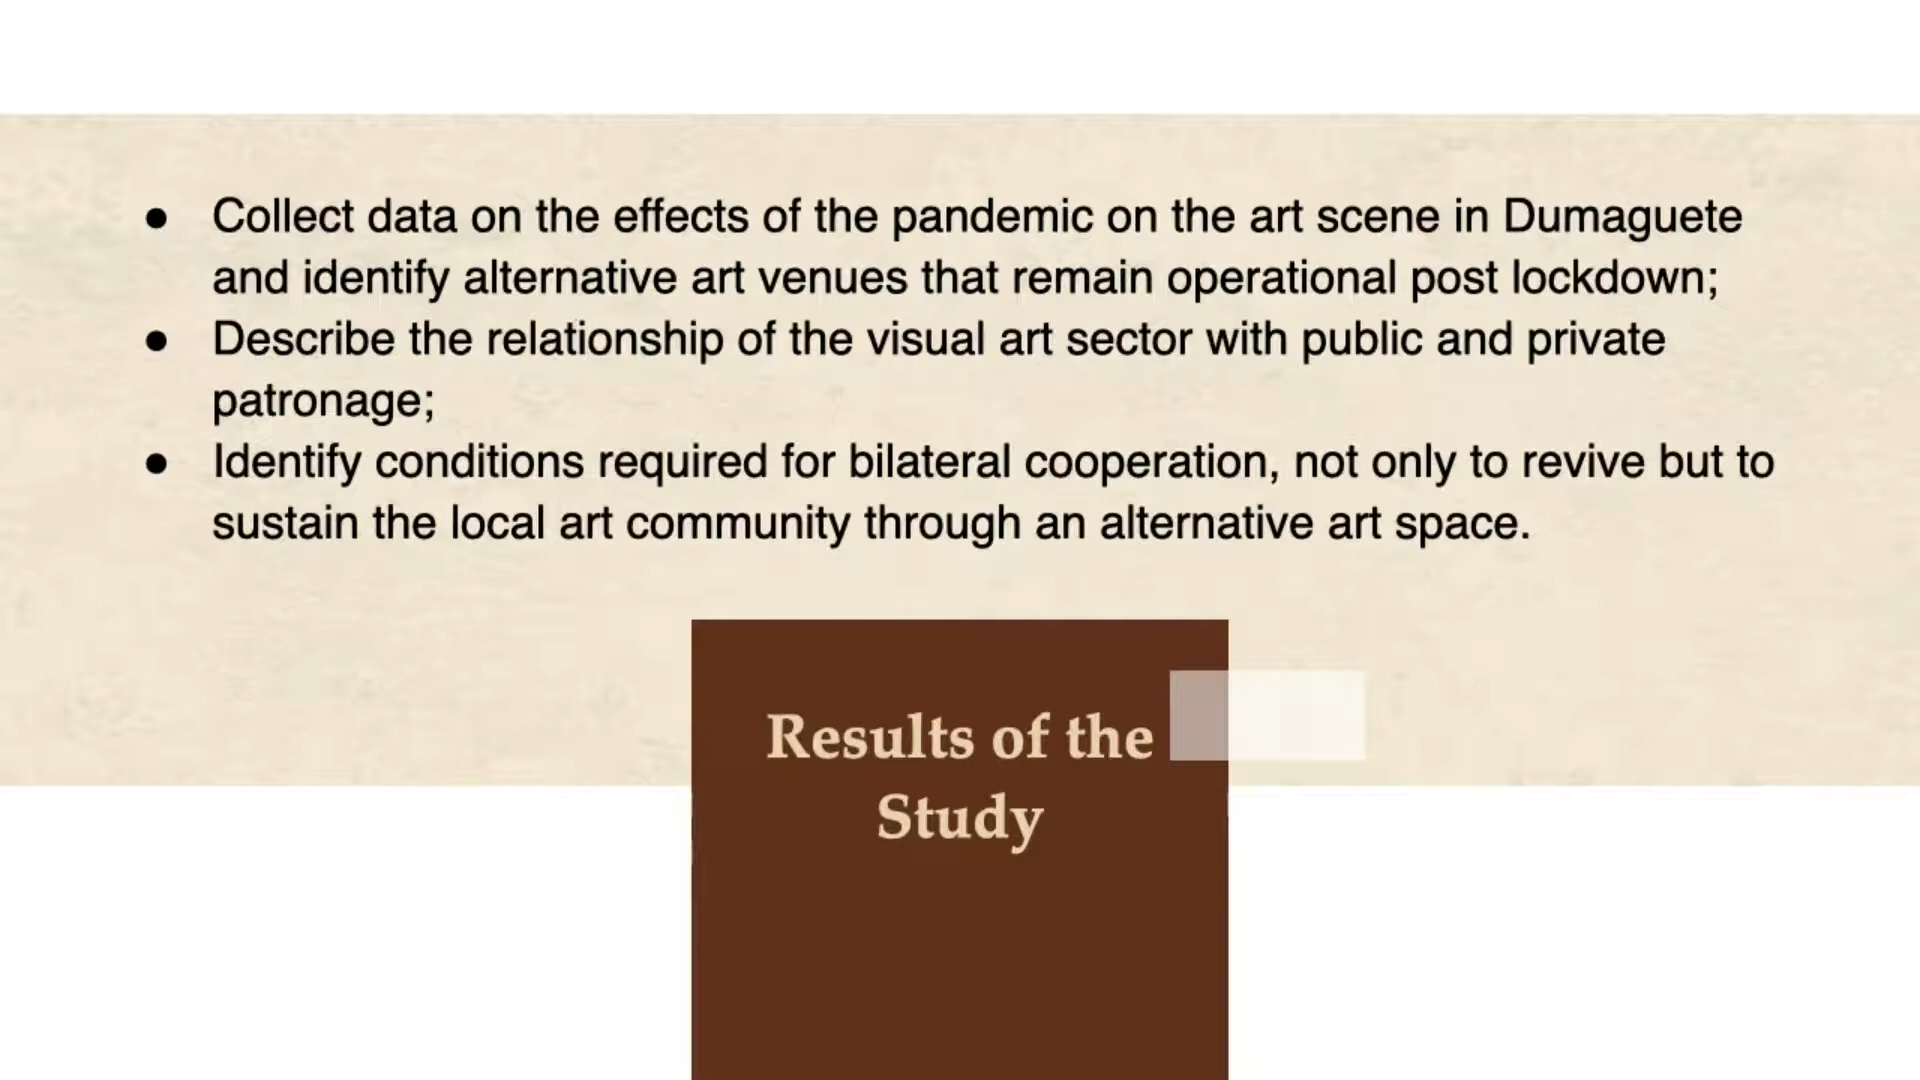 ● Collect data on the effects of the pandemic on the art scene in Dumaguete
and identify alternative art venues that remain operational post lockdown;
● Describe the relationship of the visual art sector with public and private
patronage;
● Identify conditions required for bilateral cooperation, not only to revive but to
sustain the local art community through an alternative art space.
Results of the
Study